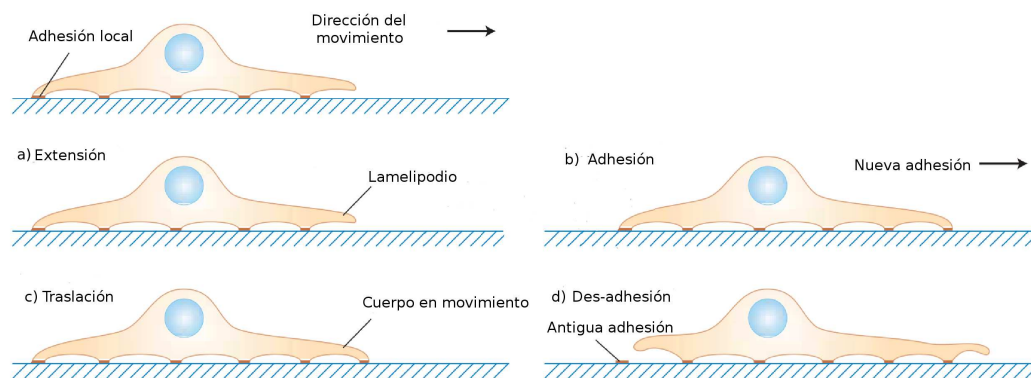 Dirección del
movimiento
Adhesión local
a) Extensión
Lamelipodio
b) Adhesión
Nueva adhesión
c) Traslación
Cuerpo en movimiento
d) Des-adhesión
Antigua adhesión